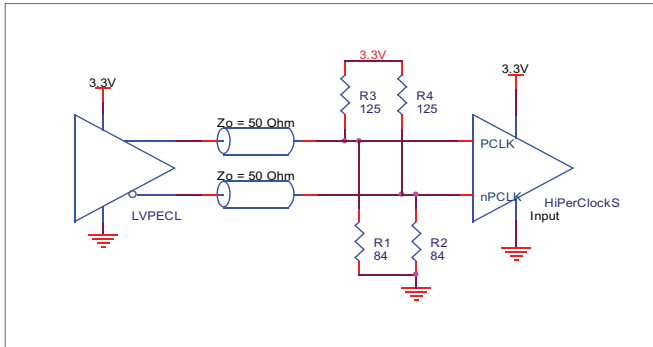 3.3V
3.3V
3.3V
R3
125
R4
125
Zo = 50 Ohm
PCLK
Zo = 50 Ohm
nPCLK
HiPerClockS
Input
LVPECL
R1
84
R2
84